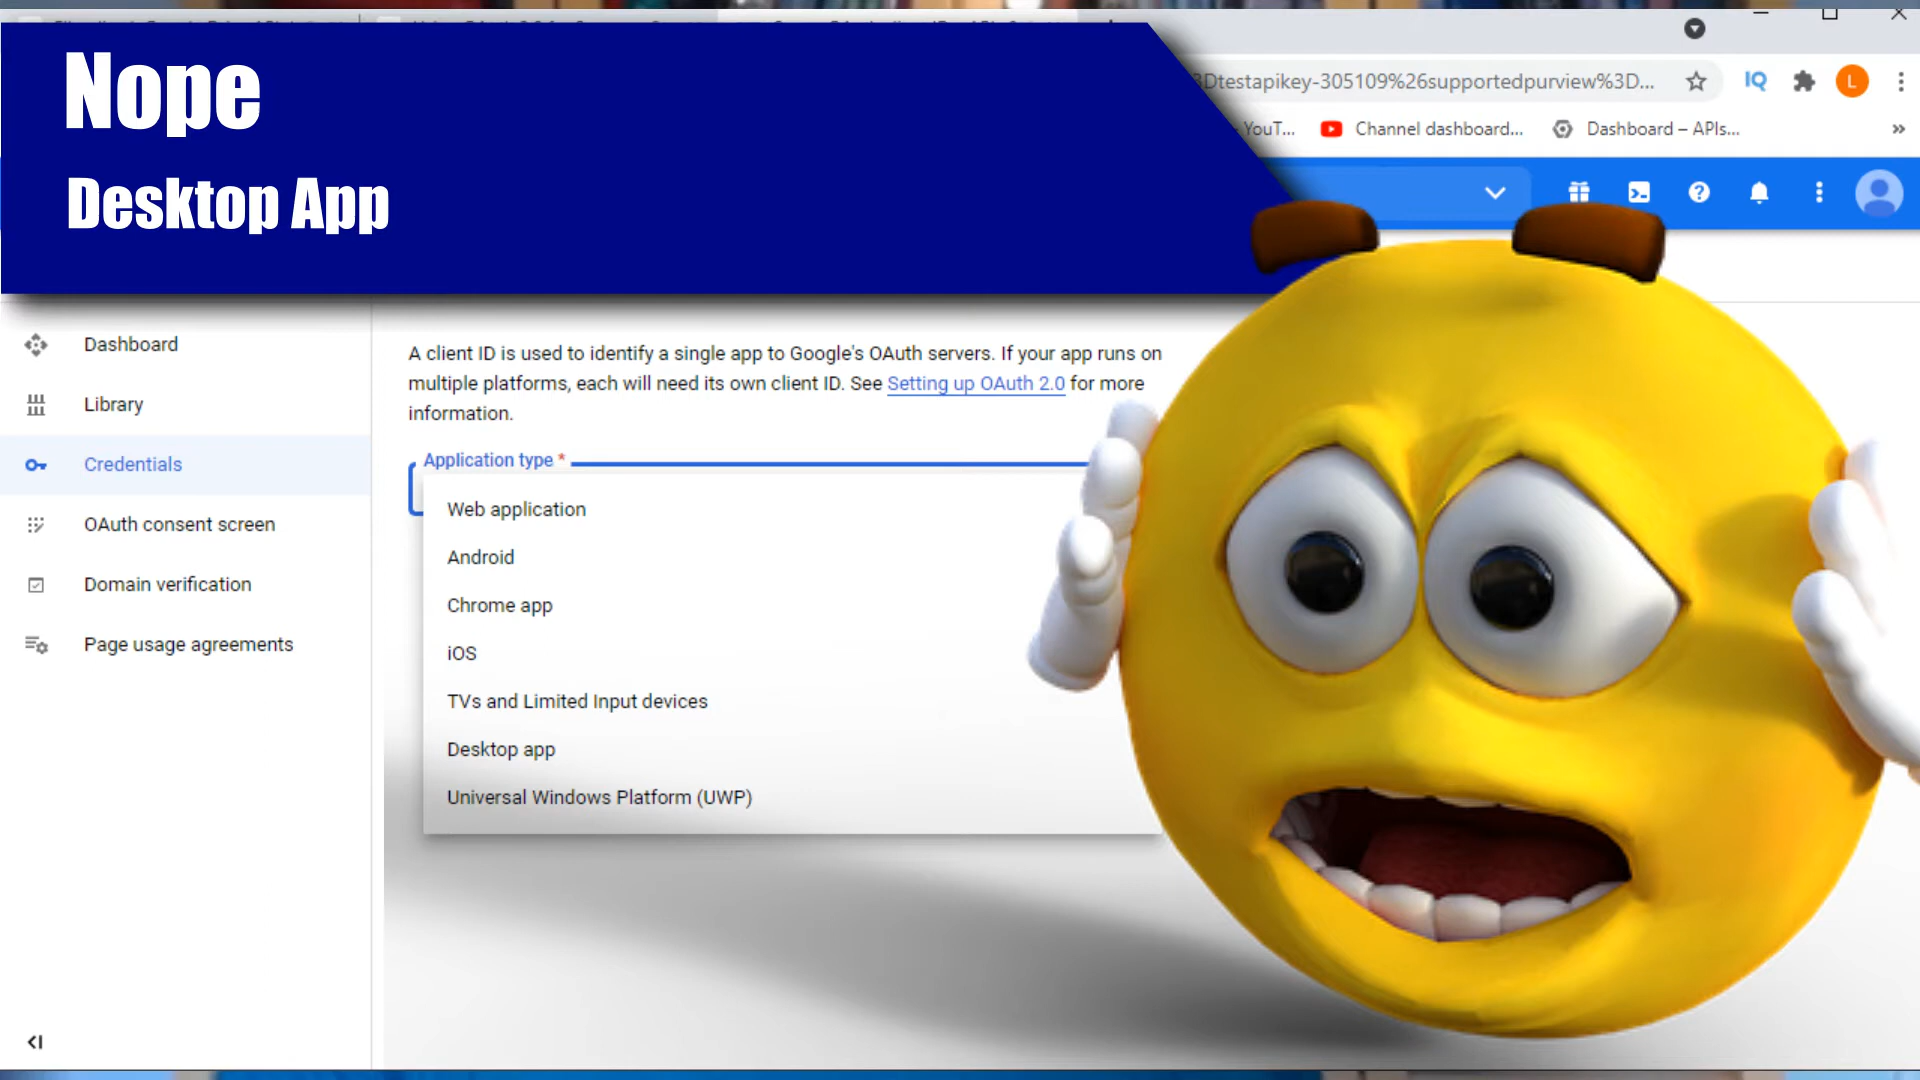 Nope
Desktop App
3Dtestapikey-305109%26supportedpurview%3D...
IQ
L
YouT...
Channel dashboard...
Dashboard – APIs...
Dashboard
Library
Credentials
OAuth consent screen
Domain verification
Page usage agreements
A client ID is used to identify a single app to Google's OAuth servers. If your app runs on
multiple platforms, each will need its own client ID. See Setting up OAuth 2.0 for more
information.
Application type *
Web application
Android
Chrome app
iOS
TVs and Limited Input devices
Desktop app
Universal Windows Platform (UWP)